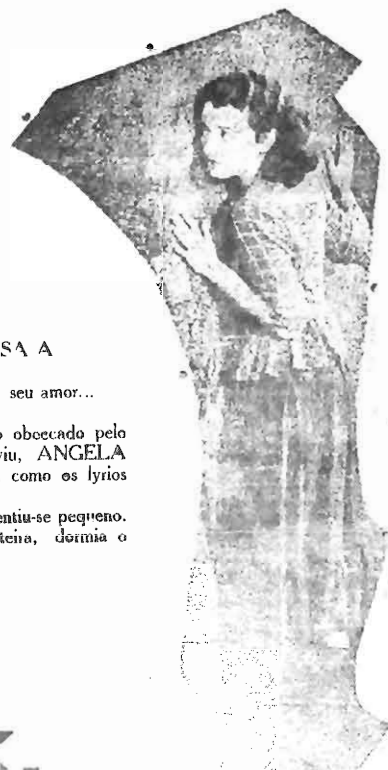 SA A
seu amor...
obcecado pelo
viu, ANGELA
como os lyrios
entiu-se pequeno.
teira, dormia o